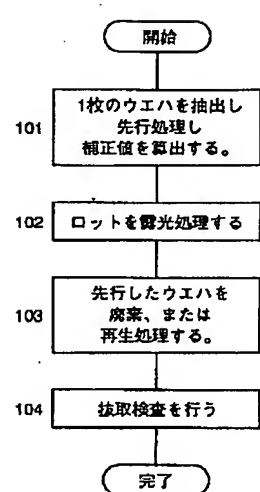 開始
101
1枚のウエハを抽出し
先行処理し
補正値を算出する。
102
ロットを露光処理する
103
先行したウエハを
廃棄、または
再生処理する。
104
抜取検査を行う
完了